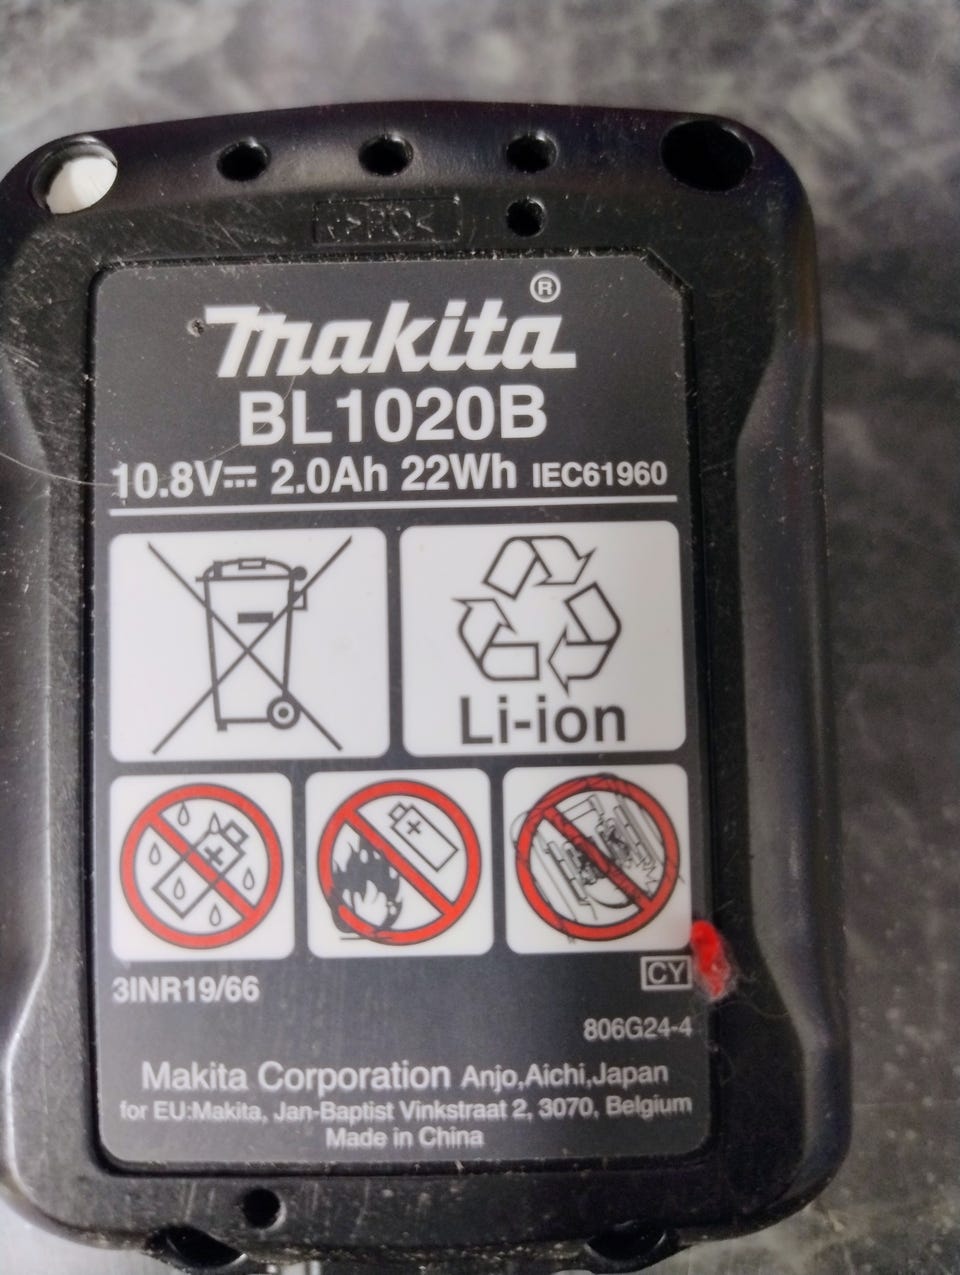 >PC<
Makita®
BL1020B
10.8V⎓ 2.0Ah 22Wh IEC61960
Li-ion
3INR19/66
CY
806G24-4
Makita Corporation Anjo,Aichi,Japan
for EU:Makita, Jan-Baptist Vinkstraat 2, 3070, Belgium
Made in China